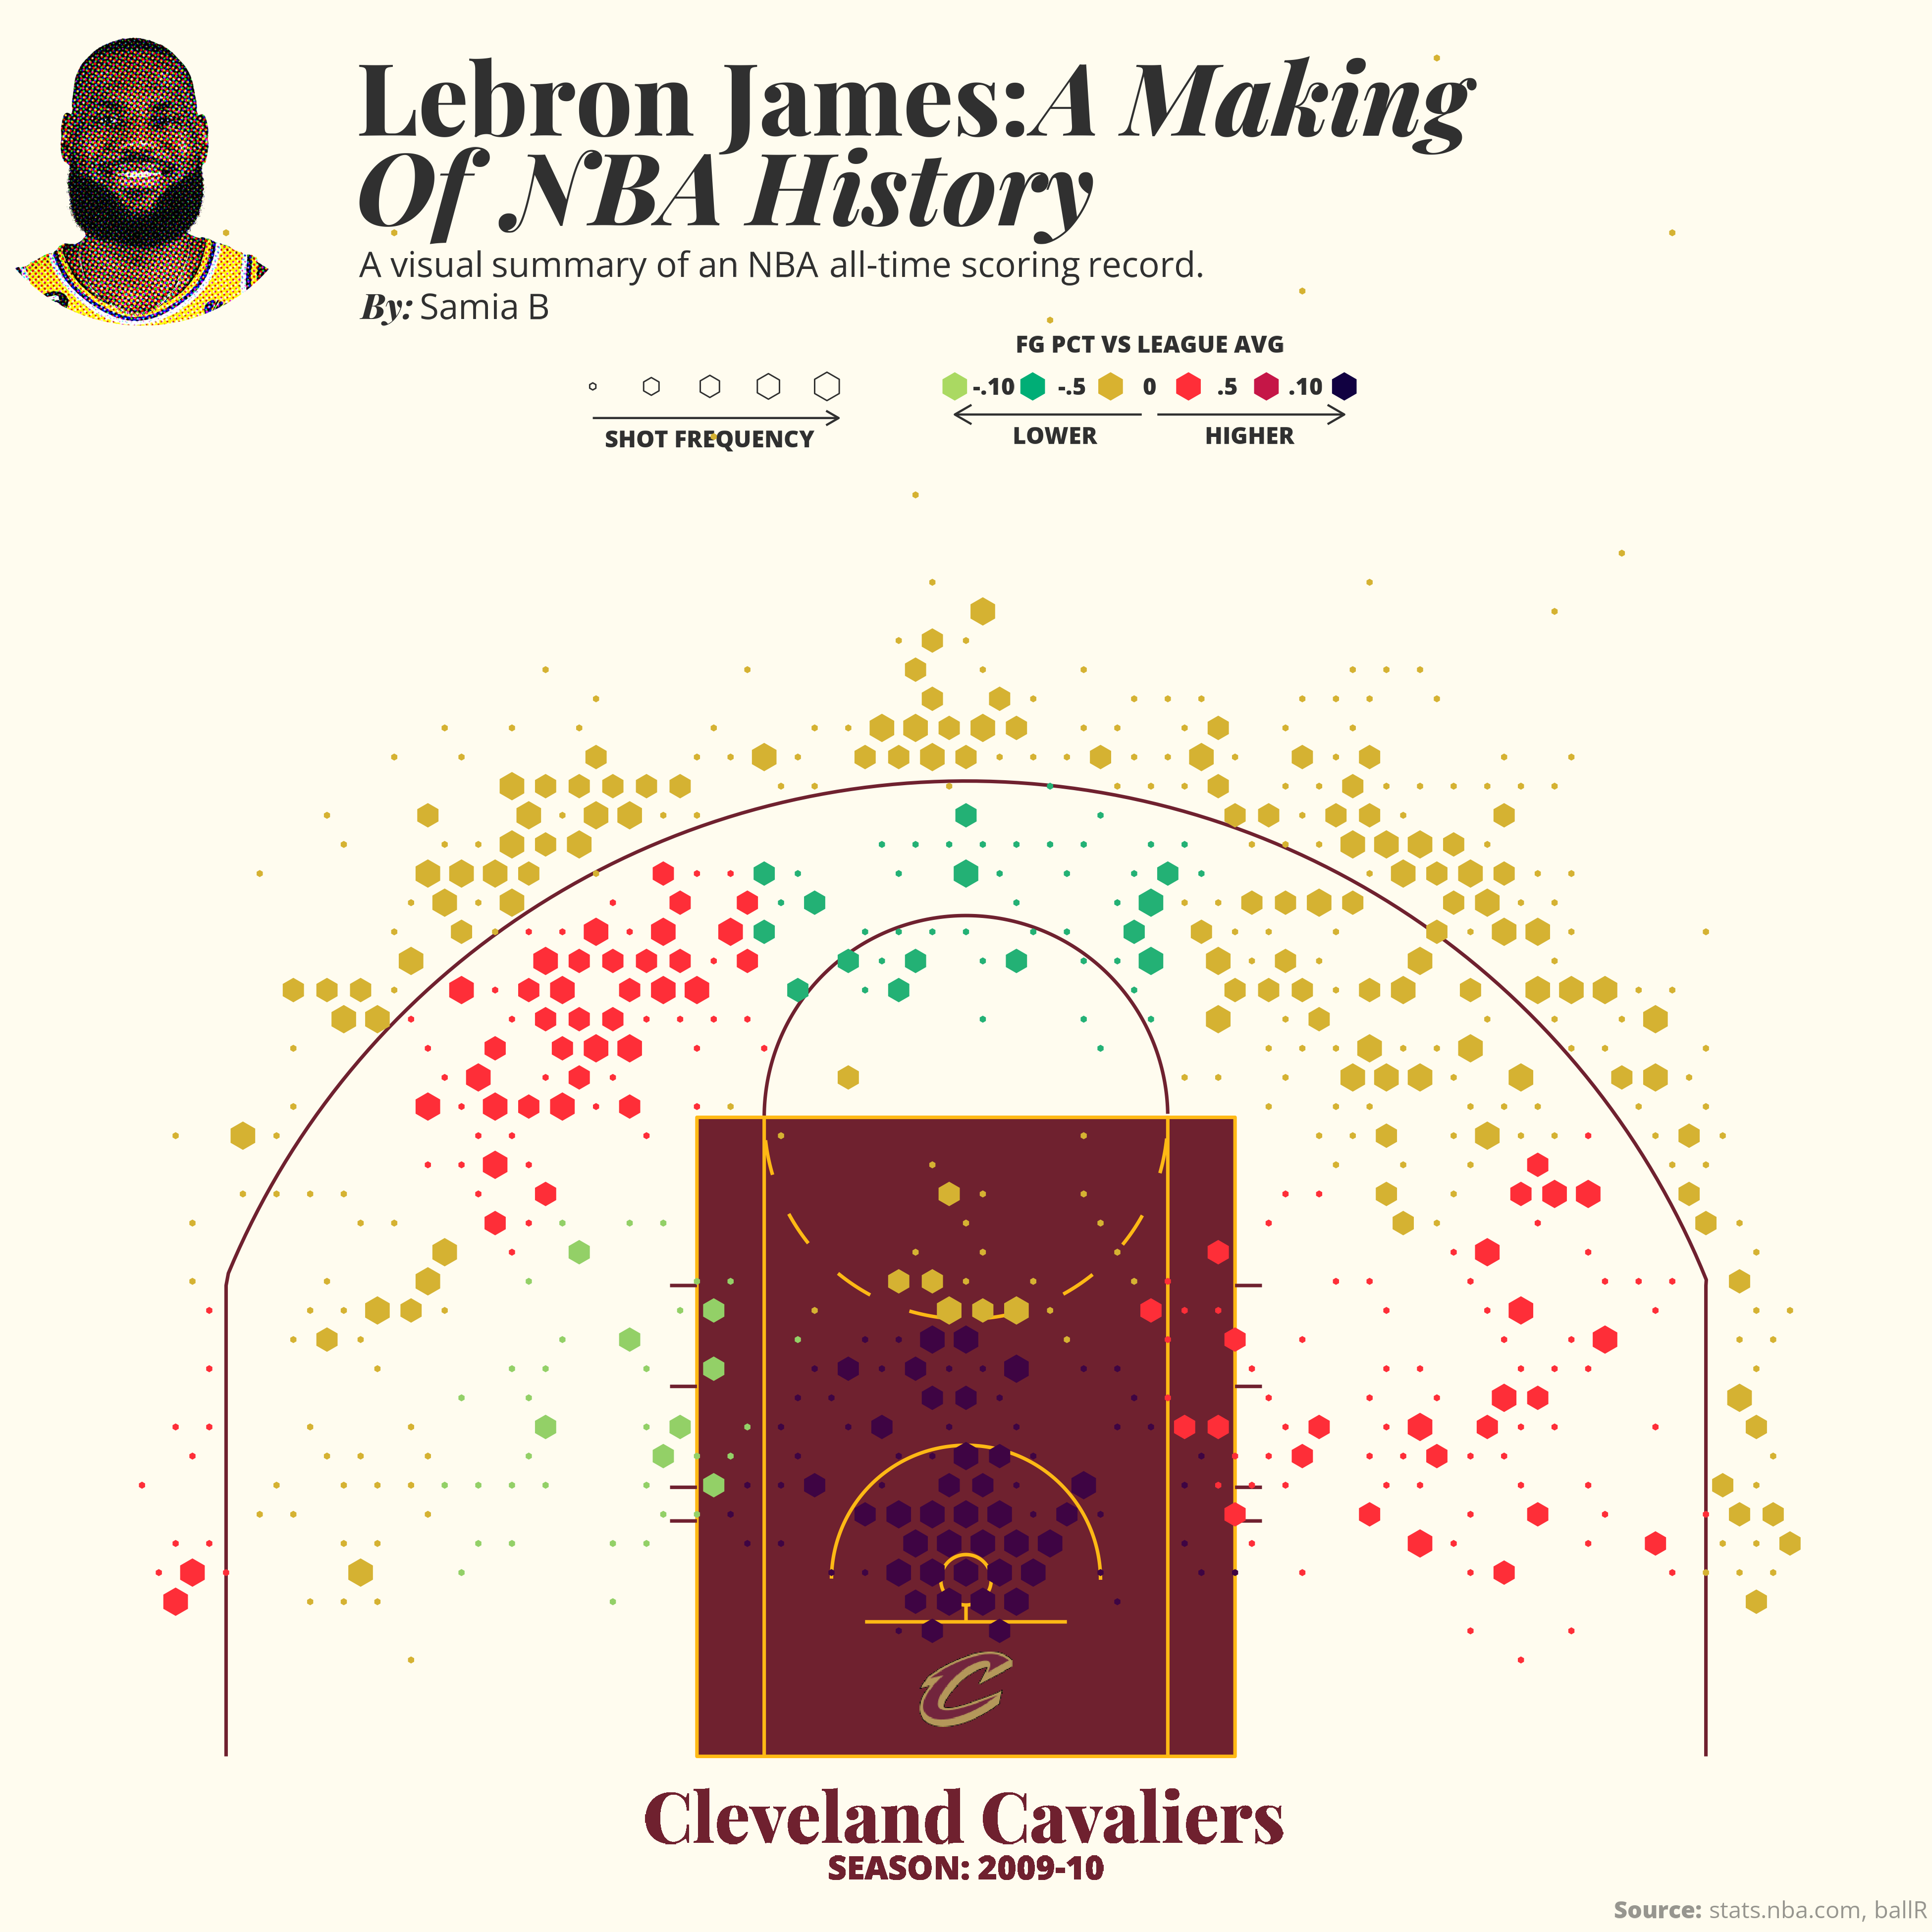 Lebron James:A Making
Of NBA History
A visual summary of an NBA all-time scoring record.
By: Samia B
FG PCT VS LEAGUE AVG
-.10 -.5 0 .5 .10
SHOT FREQUENCY
LOWER HIGHER
C
Cleveland Cavaliers
SEASON: 2009-10
Source: stats.nba.com, ballR